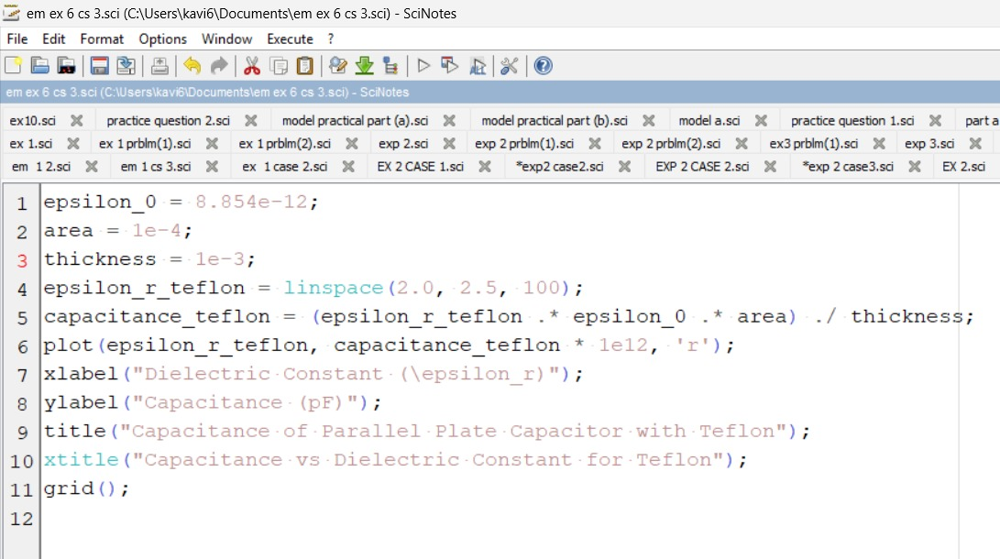 em ex 6 cs 3.sci (C:\Users\kavi6\Documents\em ex 6 cs 3.sci) - SciNotes
File Edit Format Options Window Execute ?
em ex 6 cs 3.sci (C:\Users\kavi6\Documents\em ex 6 cs 3.sci) - SciNotes
ex10.sci practice question 2.sci model practical part (a).sci model practical part (b).sci model a.sci practice question 1.sci part a
ex 1.sci ex 1 prblm(1).sci ex 1 prblm(2).sci exp 2.sci exp 2 prblm(1).sci exp 2 prblm(2).sci ex3 prblm(1).sci exp 3.sci
em 1 2.sci em 1 cs 3.sci ex 1 case 2.sci EX 2 CASE 1.sci *exp2 case2.sci EXP 2 CASE 2.sci *exp 2 case3.sci EX 2.sci
1 epsilon_0 = 8.854e-12;
2 area = 1e-4;
3 thickness = 1e-3;
4 epsilon_r_teflon = linspace(2.0, 2.5, 100);
5 capacitance_teflon = (epsilon_r_teflon .* epsilon_0 .* area) ./ thickness;
6 plot(epsilon_r_teflon, capacitance_teflon * 1e12, 'r');
7 xlabel("Dielectric Constant (\epsilon_r)");
8 ylabel("Capacitance (pF)");
9 title("Capacitance of Parallel Plate Capacitor with Teflon");
10 xtitle("Capacitance vs Dielectric Constant for Teflon");
11 grid();
12